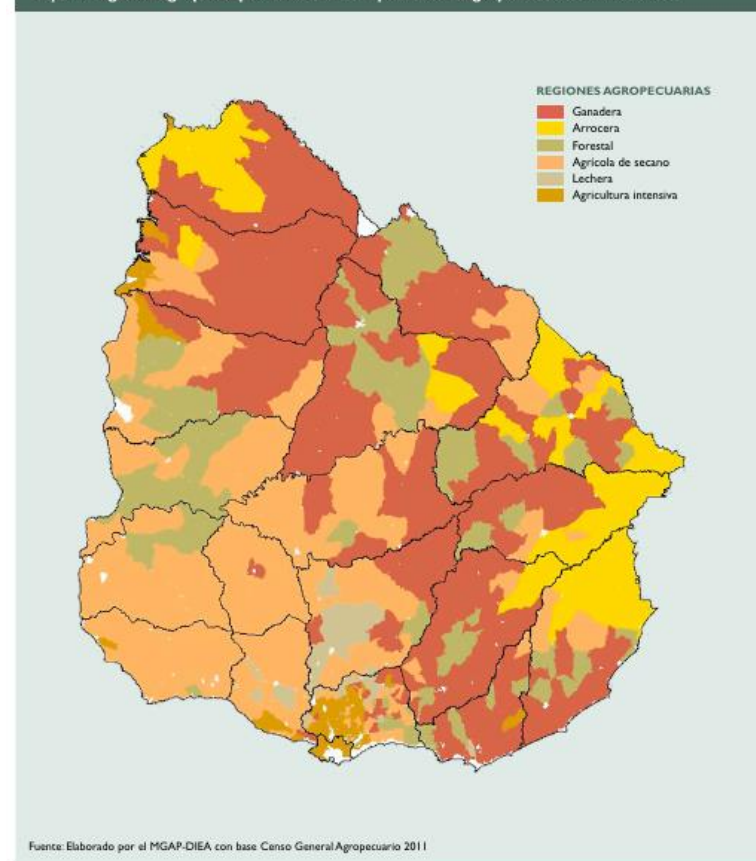 REGIONES AGROPECUARIAS
Ganadera
Arrocera
Forestal
Agrícola de secano
Lechera
Agricultura intensiva
Fuente: Elaborado por el MGAP-DIEA con base Censo General Agropecuario 2011